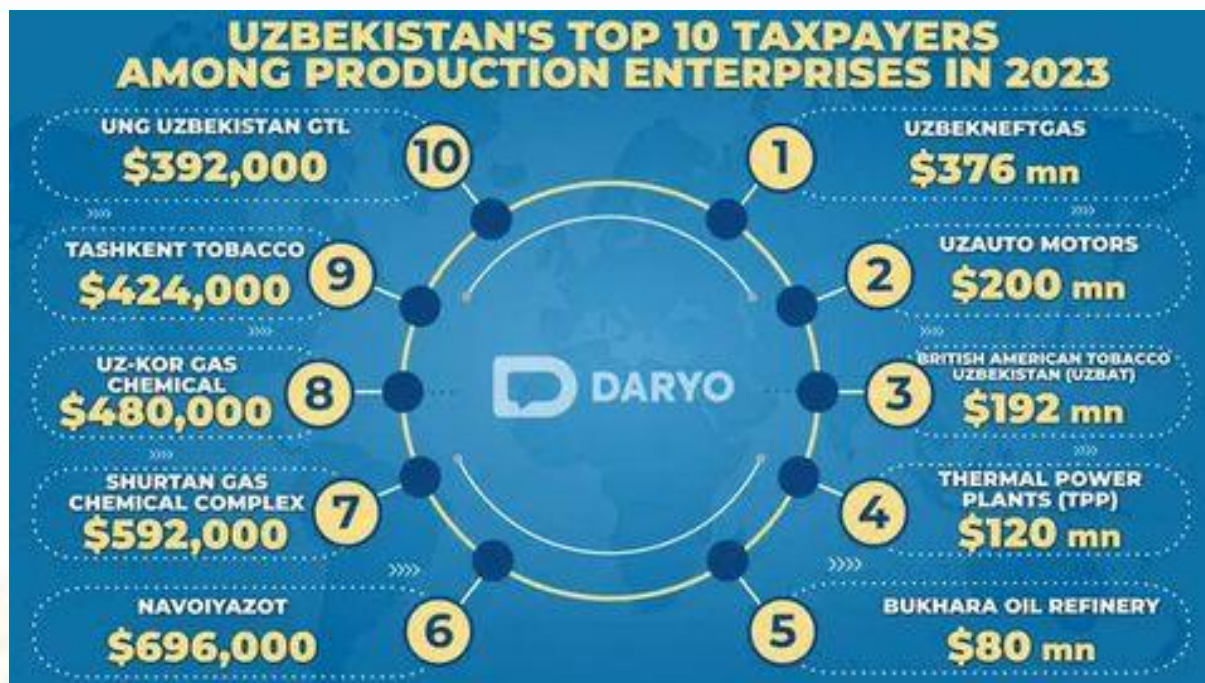 UZBEKISTAN'S TOP 10 TAXPAYERS
AMONG PRODUCTION ENTERPRISES IN 2023
1
UZBEKNEFTGAS
$376 mn
2
UZAUTO MOTORS
$200 mn
3
BRITISH AMERICAN TOBACCO
UZBEKISTAN (UZBAT)
$192 mn
4
THERMAL POWER
PLANTS (TPP)
$120 mn
5
BUKHARA OIL REFINERY
$80 mn
6
NAVOIYAZOT
$696,000
7
SHURTAN GAS
CHEMICAL COMPLEX
$592,000
8
UZ-KOR GAS
CHEMICAL
$480,000
9
TASHKENT TOBACCO
$424,000
10
UNG UZBEKISTAN GTL
$392,000
DARYO